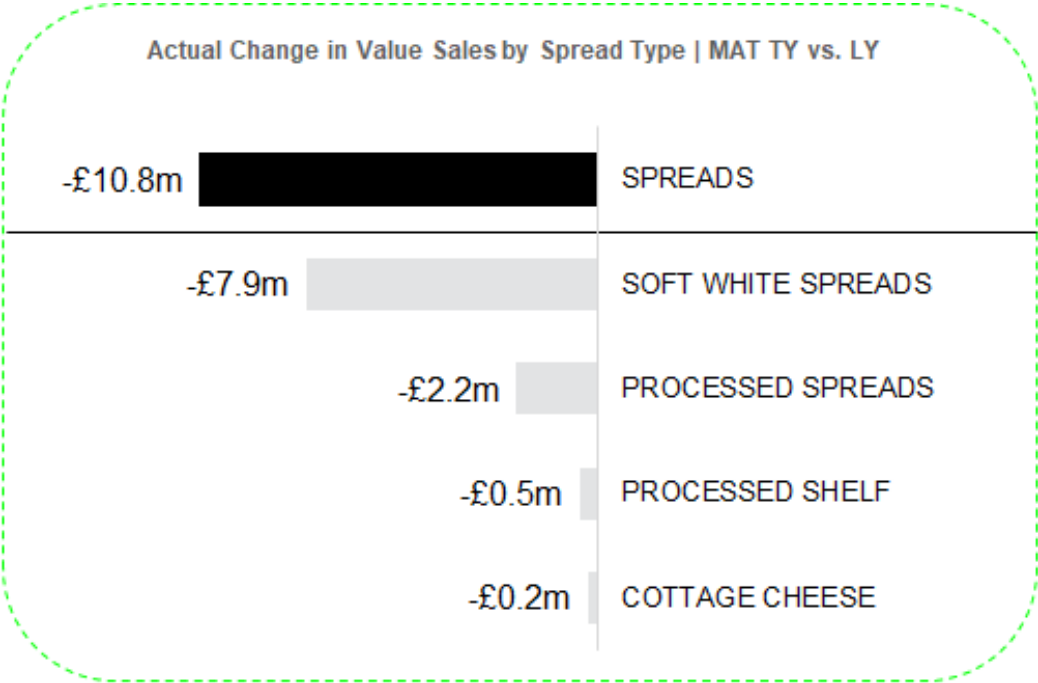 Actual Change in Value Sales by Spread Type | MAT TY vs. LY
-£10.8m SPREADS
-£7.9m SOFT WHITE SPREADS
-£2.2m PROCESSED SPREADS
-£0.5m PROCESSED SHELF
-£0.2m COTTAGE CHEESE